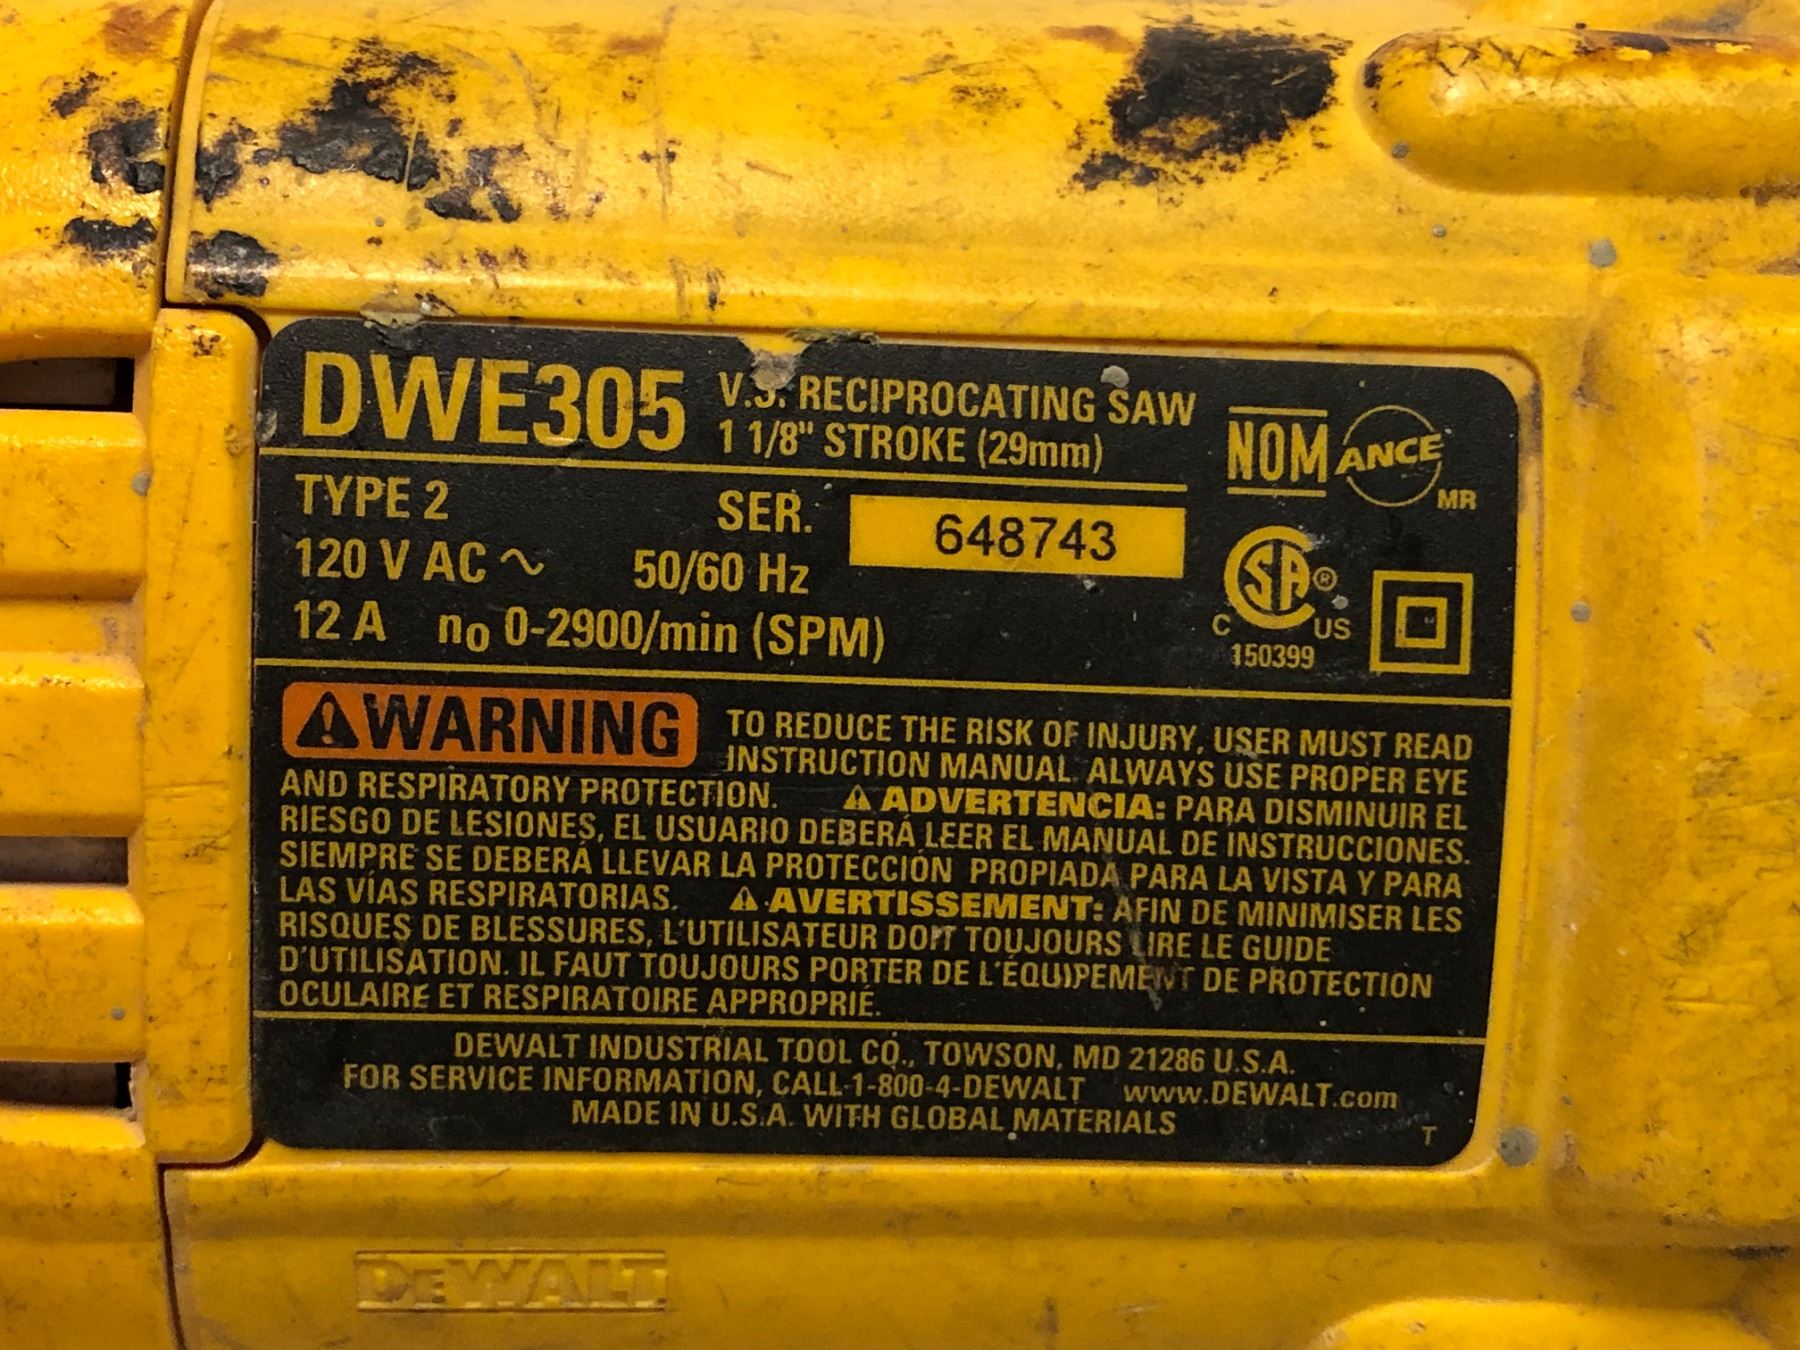 DWE305 V.S. RECIPROCATING SAW
1 1/8" STROKE (29mm)
NOM ANCE MR
TYPE 2 SER. 648743
120 V AC ~ 50/60 Hz
12 A no 0-2900/min (SPM)
CSA ® C US
150399
⚠WARNING TO REDUCE THE RISK OF INJURY, USER MUST READ
INSTRUCTION MANUAL. ALWAYS USE PROPER EYE
AND RESPIRATORY PROTECTION. ⚠ ADVERTENCIA: PARA DISMINUIR EL
RIESGO DE LESIONES, EL USUARIO DEBERÁ LEER EL MANUAL DE INSTRUCCIONES.
SIEMPRE SE DEBERÁ LLEVAR LA PROTECCIÓN PROPIADA PARA LA VISTA Y PARA
LAS VÍAS RESPIRATORIAS. ⚠ AVERTISSEMENT: AFIN DE MINIMISER LES
RISQUES DE BLESSURES, L'UTILISATEUR DOIT TOUJOURS LIRE LE GUIDE
D'UTILISATION. IL FAUT TOUJOURS PORTER DE L'ÉQUIPEMENT DE PROTECTION
OCULAIRE ET RESPIRATOIRE APPROPRIÉ.
DEWALT INDUSTRIAL TOOL CO., TOWSON, MD 21286 U.S.A.
FOR SERVICE INFORMATION, CALL 1-800-4-DEWALT www.DEWALT.com
MADE IN U.S.A. WITH GLOBAL MATERIALS
T
DEWALT